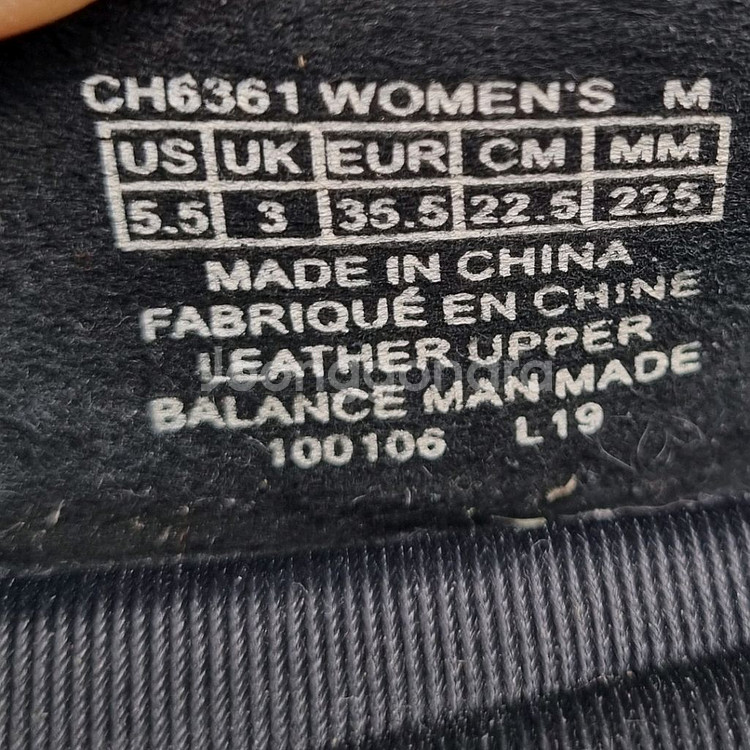 CH6361 WOMEN'S M
US UK EUR CM MM
5.5 3 35.5 22.5 225
MADE IN CHINA
FABRIQUÉ EN CHINE
LEATHER UPPER
BALANCE MAN MADE
100106 L19